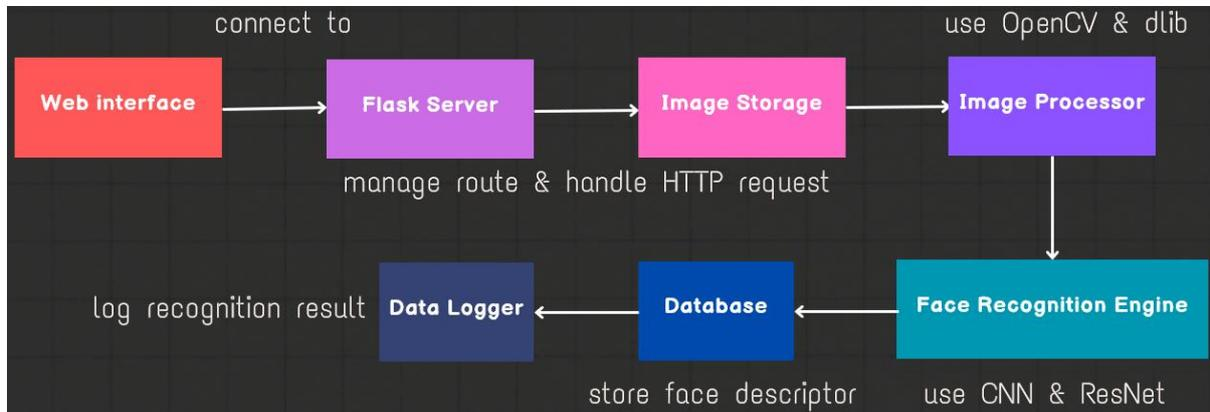 connect to
use OpenCV & dlib
Web interface
Flask Server
Image Storage
Image Processor
manage route & handle HTTP request
log recognition result
Data Logger
Database
Face Recognition Engine
store face descriptor
use CNN & ResNet